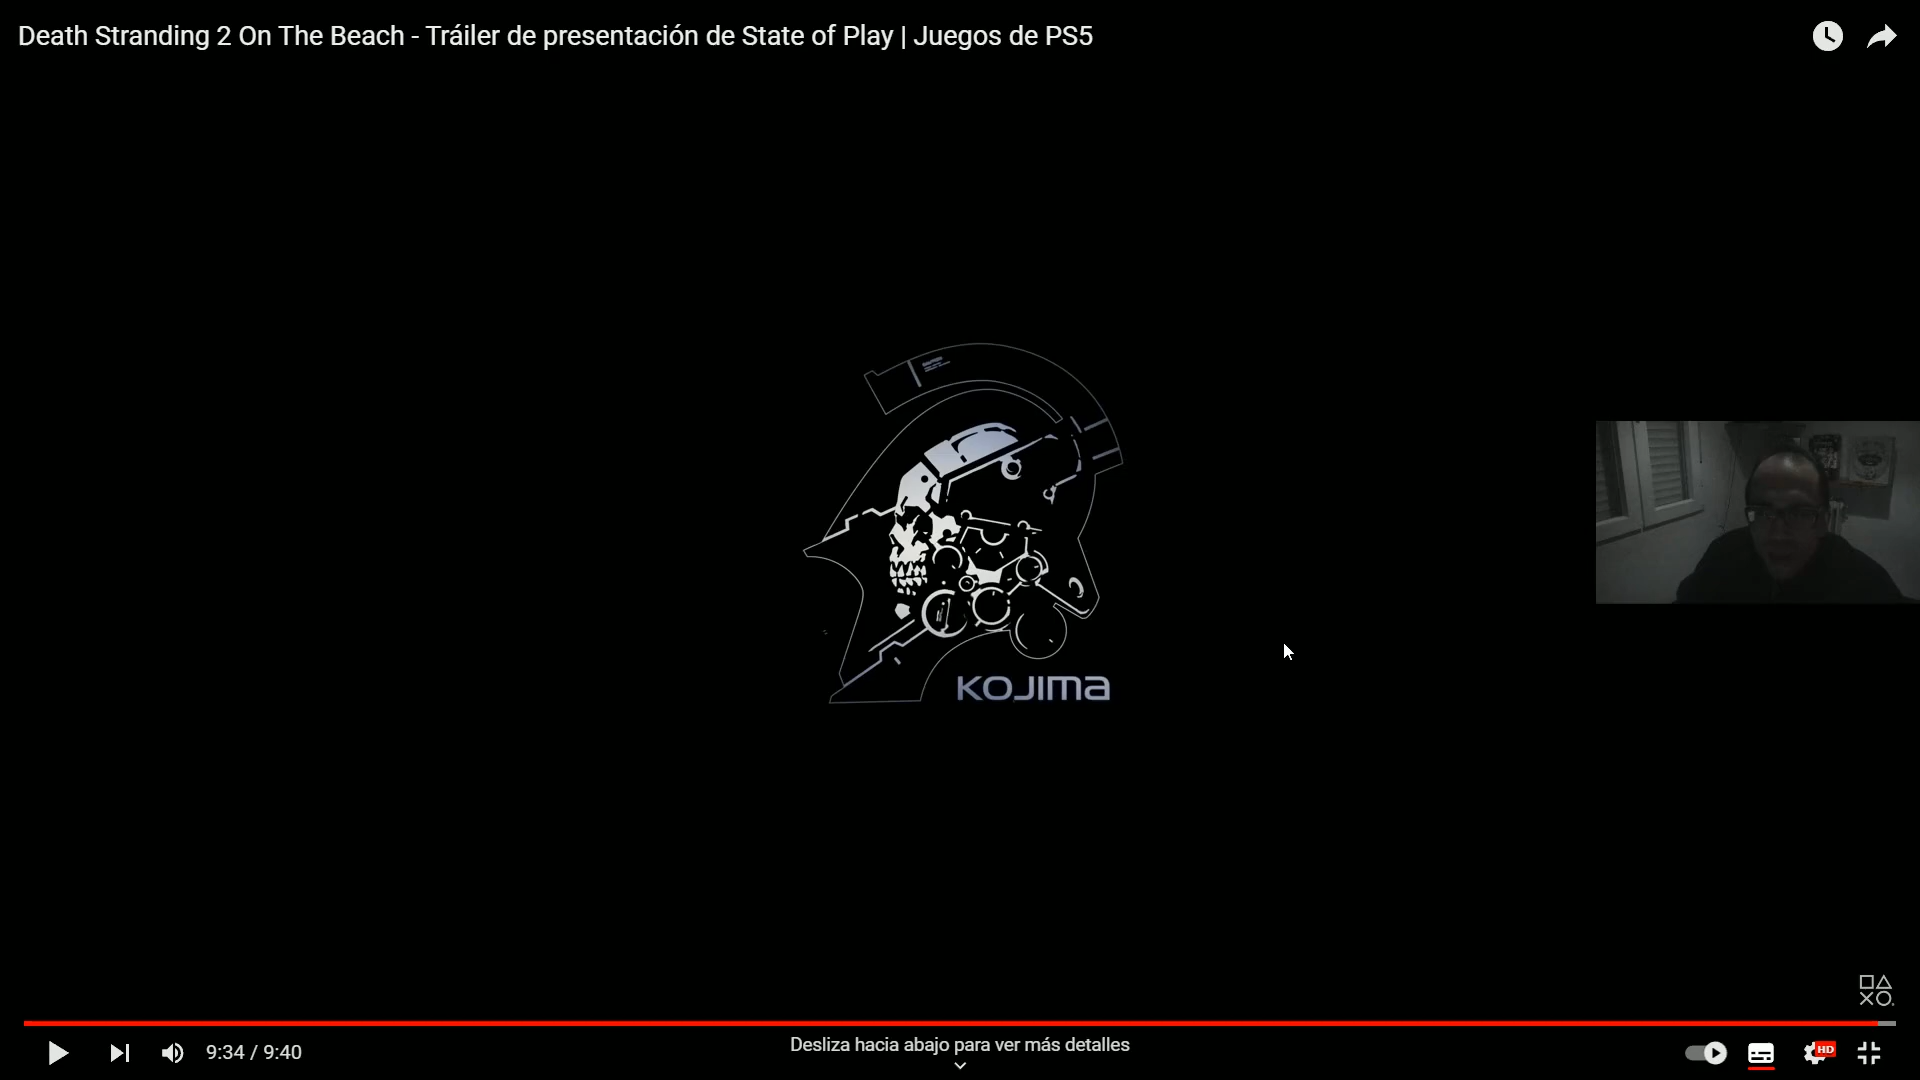 Death Stranding 2 On The Beach - Tráiler de presentación de State of Play | Juegos de PS5
KOJIMA
9:34 / 9:40
Desliza hacia abajo para ver más detalles
HD